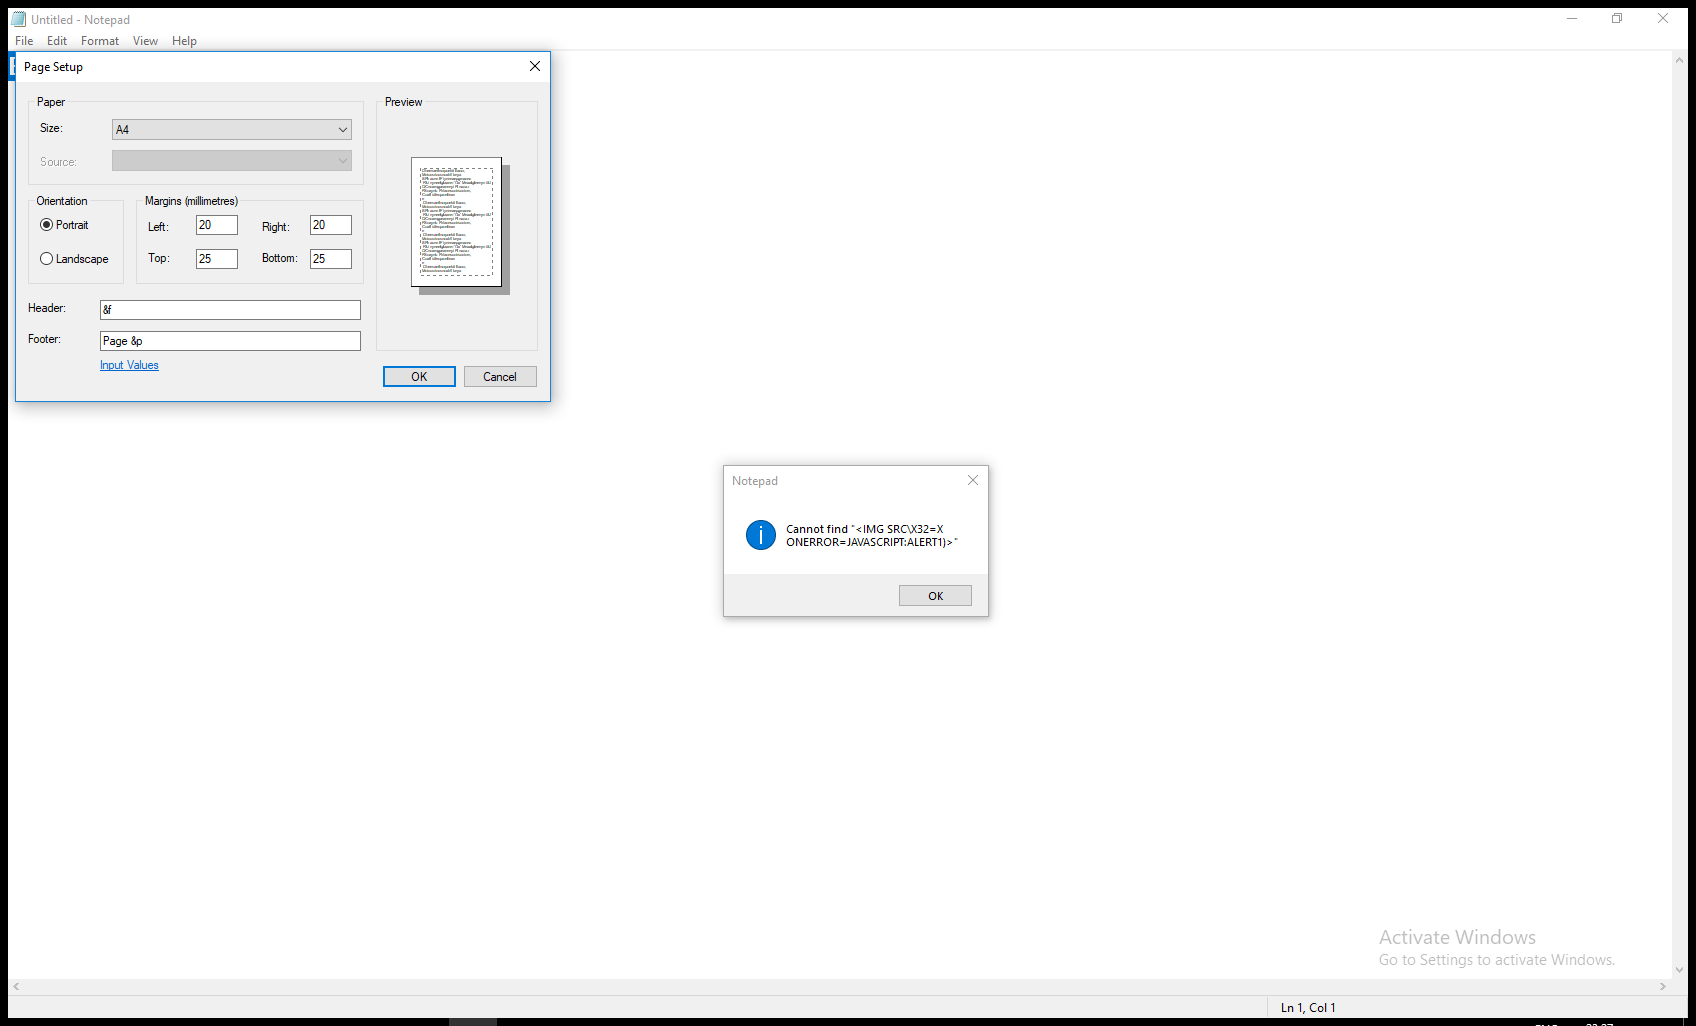 Untitled - Notepad
File Edit Format View Help
Page Setup
Paper
Size: A4
Source:
Orientation
Portrait
Landscape
Margins (millimetres)
Left: 20 Right: 20
Top: 25 Bottom: 25
Header: &f
Footer: Page &p
Input Values
Preview
OK Cancel
Notepad
Cannot find "<IMG SRC\X32=X
ONERROR=JAVASCRIPT:ALERT1)>"
OK
Activate Windows
Go to Settings to activate Windows.
Ln 1, Col 1